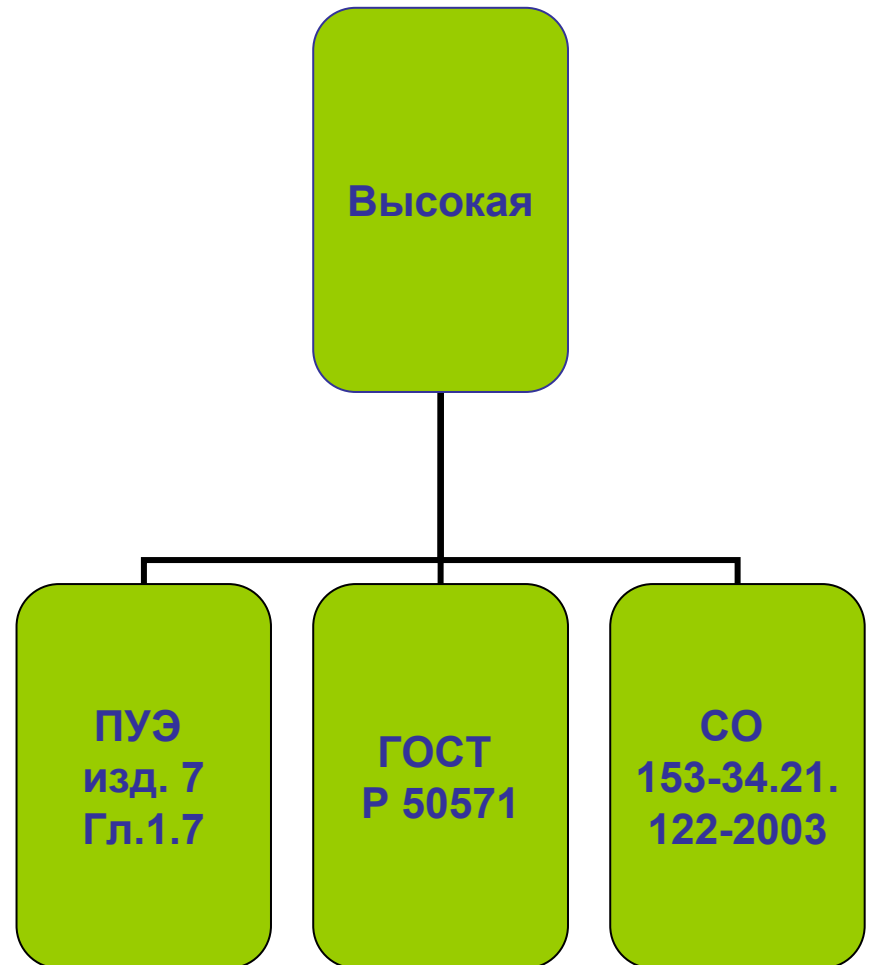 Высокая
ПУЭ
изд. 7
Гл.1.7
ГОСТ
Р 50571
СО
153-34.21.
122-2003